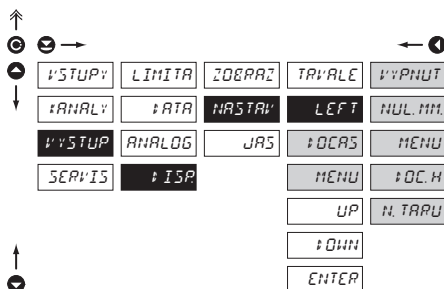 VSTUPY LIMITA ZOBRAZ TRVALE VYPNUT
KANALY DATA NASTAV LEFT NUL. MM.
VYSTUP ANALOG JAS DOCAS MENU
SERVIS DISP. MENU DOC. H
UP N. TARU
DOWN
ENTER